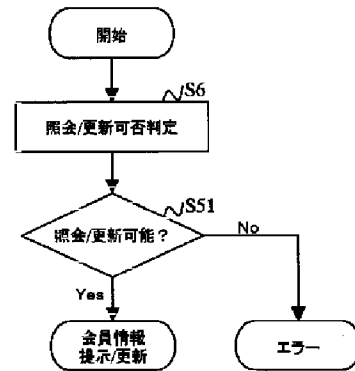 開始
S6
照会/更新可否判定
S51
照会/更新可能？
No
Yes
会員情報
提示/更新
エラー